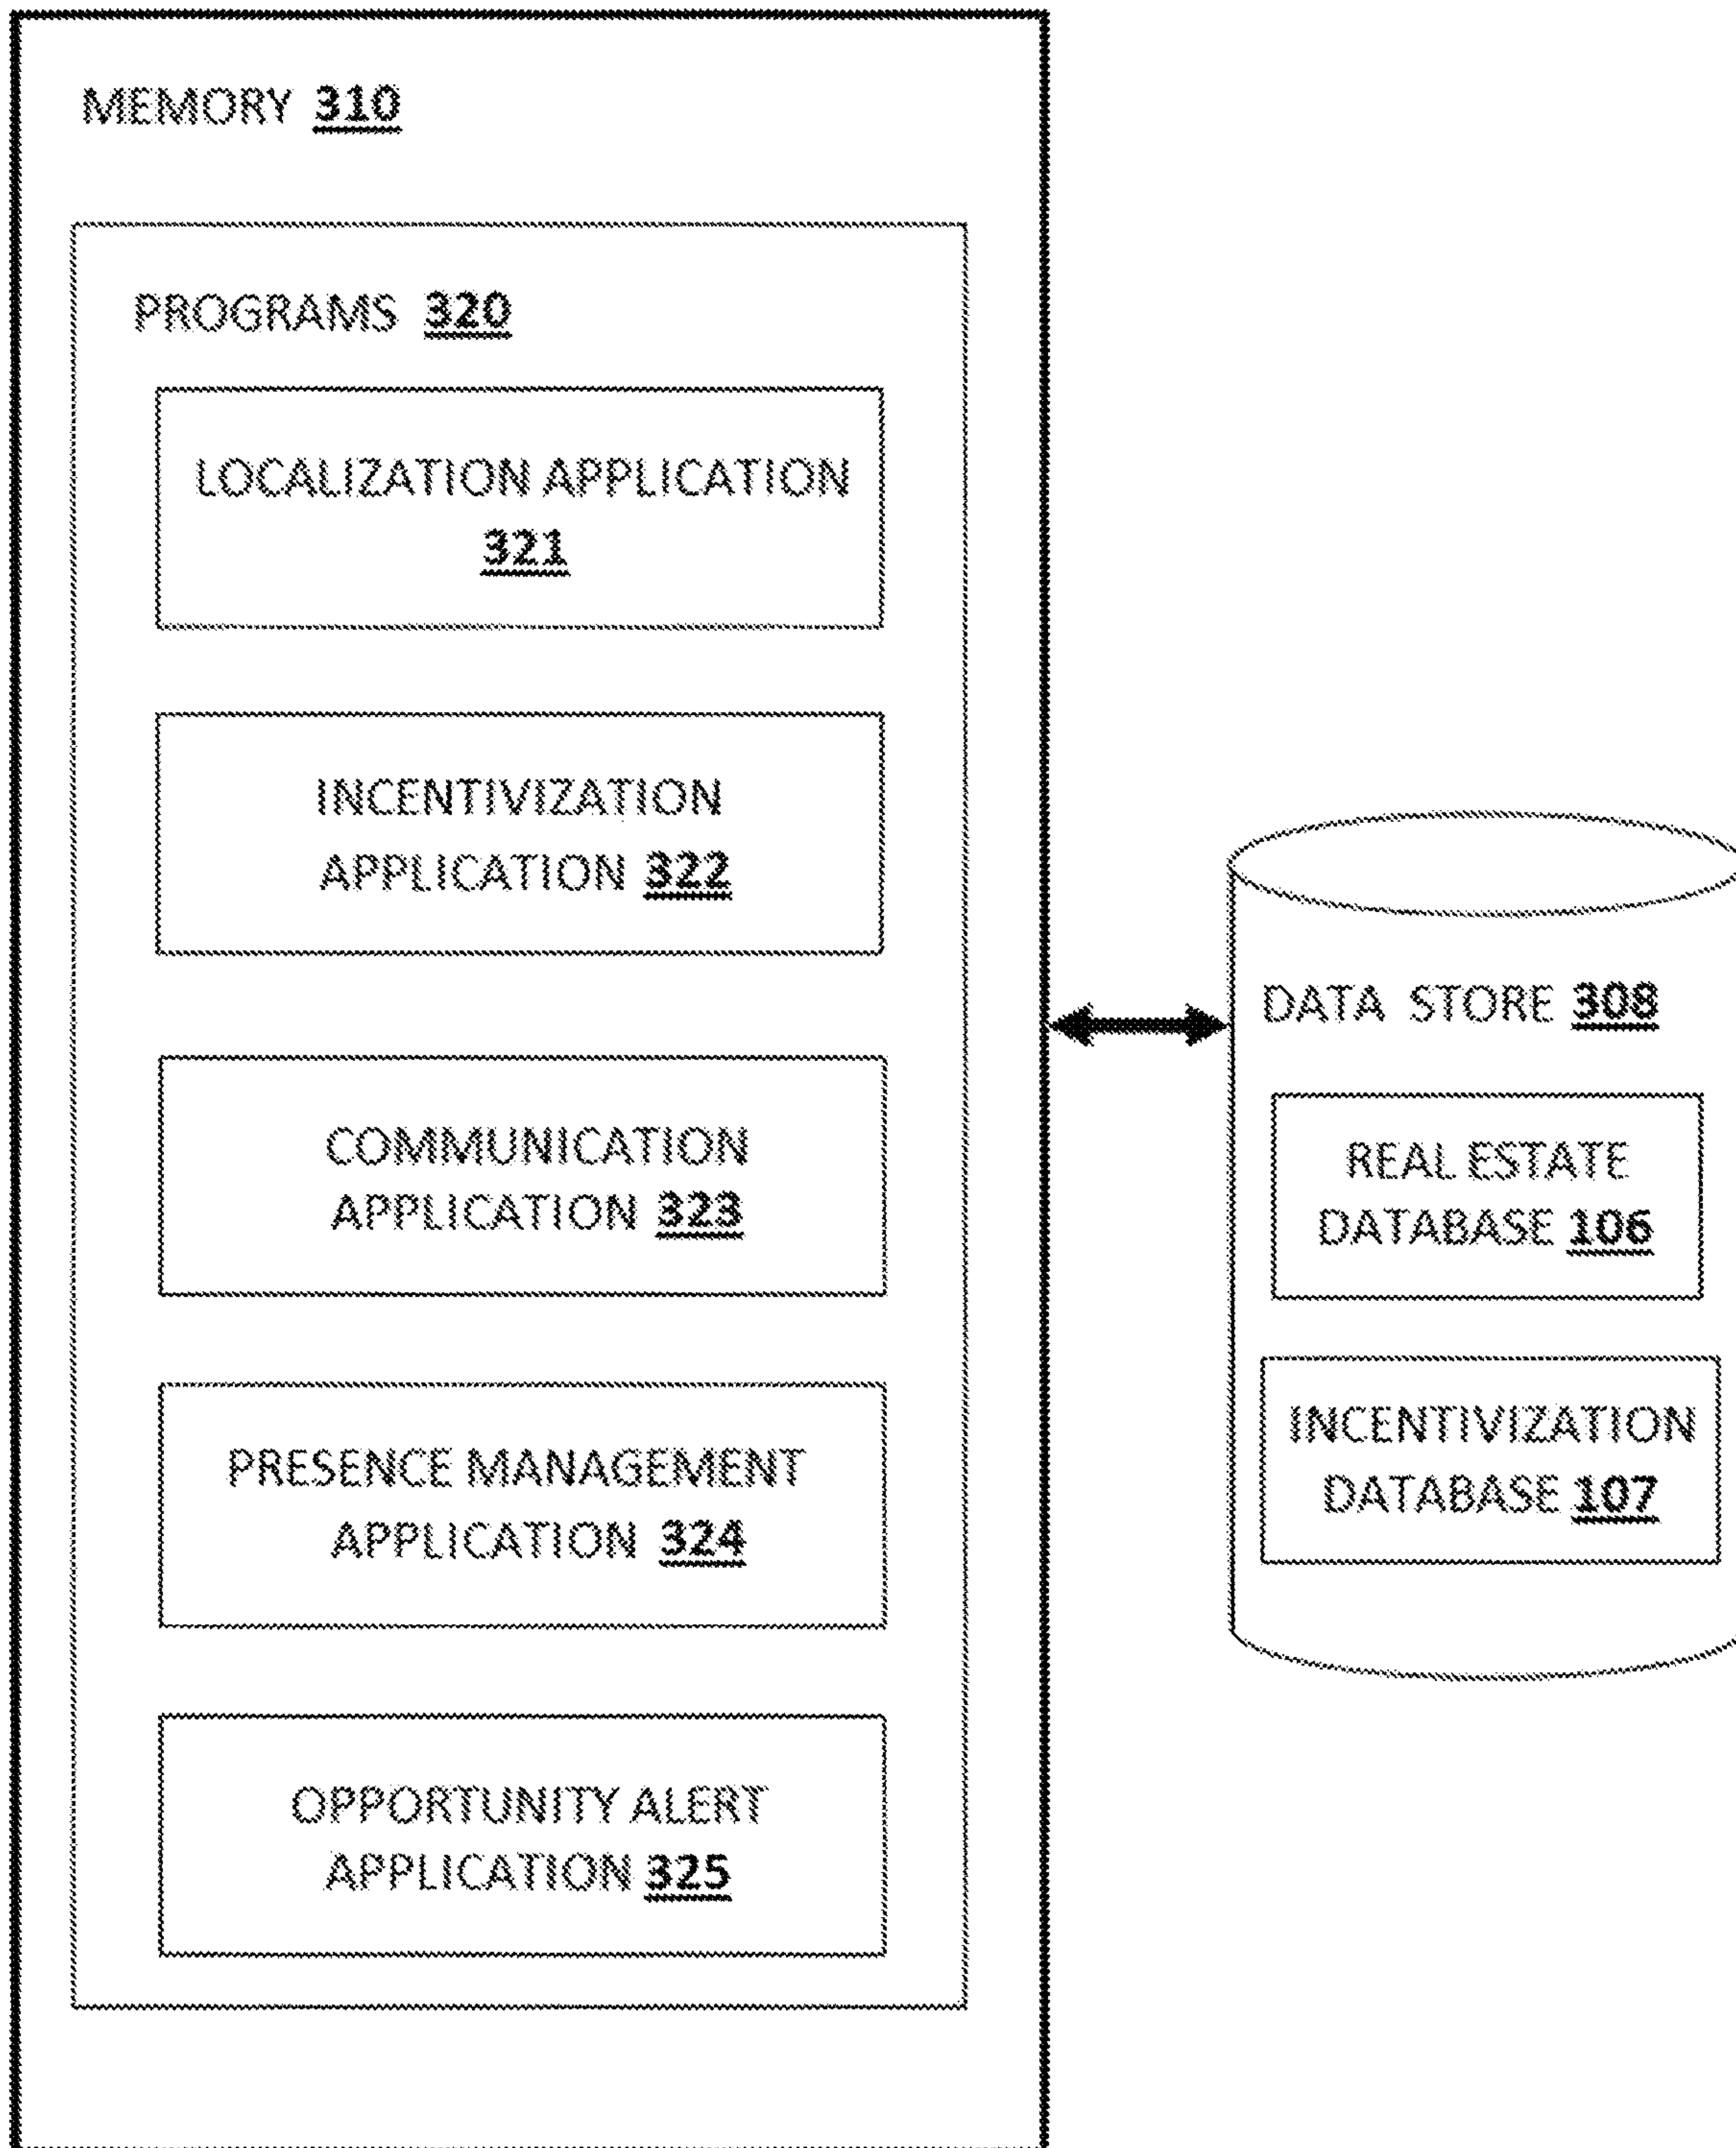 MEMORY 310
PROGRAMS 320
LOCALIZATION APPLICATION
321
INCENTIVIZATION
APPLICATION 322
COMMUNICATION
APPLICATION 323
PRESENCE MANAGEMENT
APPLICATION 324
OPPORTUNITY ALERT
APPLICATION 325
DATA STORE 308
REAL ESTATE
DATABASE 106
INCENTIVIZATION
DATABASE 107